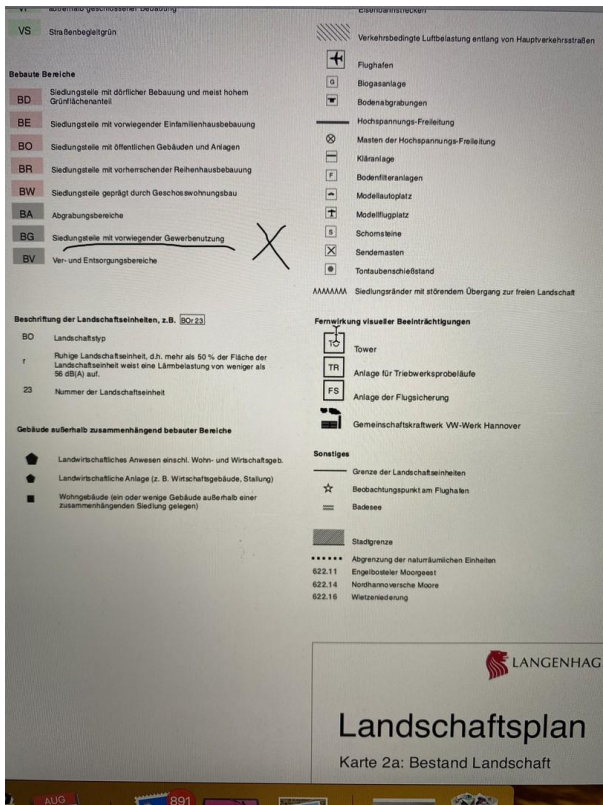 VS Straßenbegleitgrün
Bebaute Bereiche
BD Siedlungsteile mit dörflicher Bebauung und meist hohem
Grünflächenanteil
BE Siedlungsteile mit vorwiegender Einfamilienhausbebauung
BO Siedlungsteile mit öffentlichen Gebäuden und Anlagen
BR Siedlungsteile mit vorherrschender Reihenhausbebauung
BW Siedlungsteile geprägt durch Geschosswohnungsbau
BA Abgrabungsbereiche
BG Siedlungsteile mit vorwiegender Gewerbenutzung
BV Ver- und Entsorgungsbereiche
Beschriftung der Landschaftseinheiten, z.B. BOr23
BO Landschaftstyp
r Ruhige Landschaftseinheit, d.h. mehr als 50 % der Fläche der
Landschaftseinheit weist eine Lärmbelastung von weniger als
56 dB(A) auf.
23 Nummer der Landschaftseinheit
Gebäude außerhalb zusammenhängend bebauter Bereiche
Landwirtschaftliches Anwesen einschl. Wohn- und Wirtschaftsgeb.
Landwirtschaftliche Anlage (z. B. Wirtschaftsgebäude, Stallung)
Wohngebäude (ein oder wenige Gebäude außerhalb einer
zusammenhängenden Siedlung gelegen)
Eisenbahnstrecken
Verkehrsbedingte Luftbelastung entlang von Hauptverkehrsstraßen
Flughafen
G Biogasanlage
Bodenabgrabungen
Hochspannungs-Freileitung
Masten der Hochspannungs-Freileitung
Kläranlage
F Bodenfilteranlagen
Modellautoplatz
Modellflugplatz
S Schornsteine
Sendemasten
Tontaubenschießstand
Siedlungsränder mit störendem Übergang zur freien Landschaft
Fernwirkung visueller Beeinträchtigungen
TO Tower
TR Anlage für Triebwerksprobeläufe
FS Anlage der Flugsicherung
Gemeinschaftskraftwerk VW-Werk Hannover
Sonstiges
Grenze der Landschaftseinheiten
Beobachtungspunkt am Flughafen
Badesee
Stadtgrenze
Abgrenzung der naturräumlichen Einheiten
622.11 Engelbosteler Moorgeest
622.14 Nordhannoversche Moore
622.16 Wietzeniederung
LANGENHAG
Landschaftsplan
Karte 2a: Bestand Landschaft
AUG
891